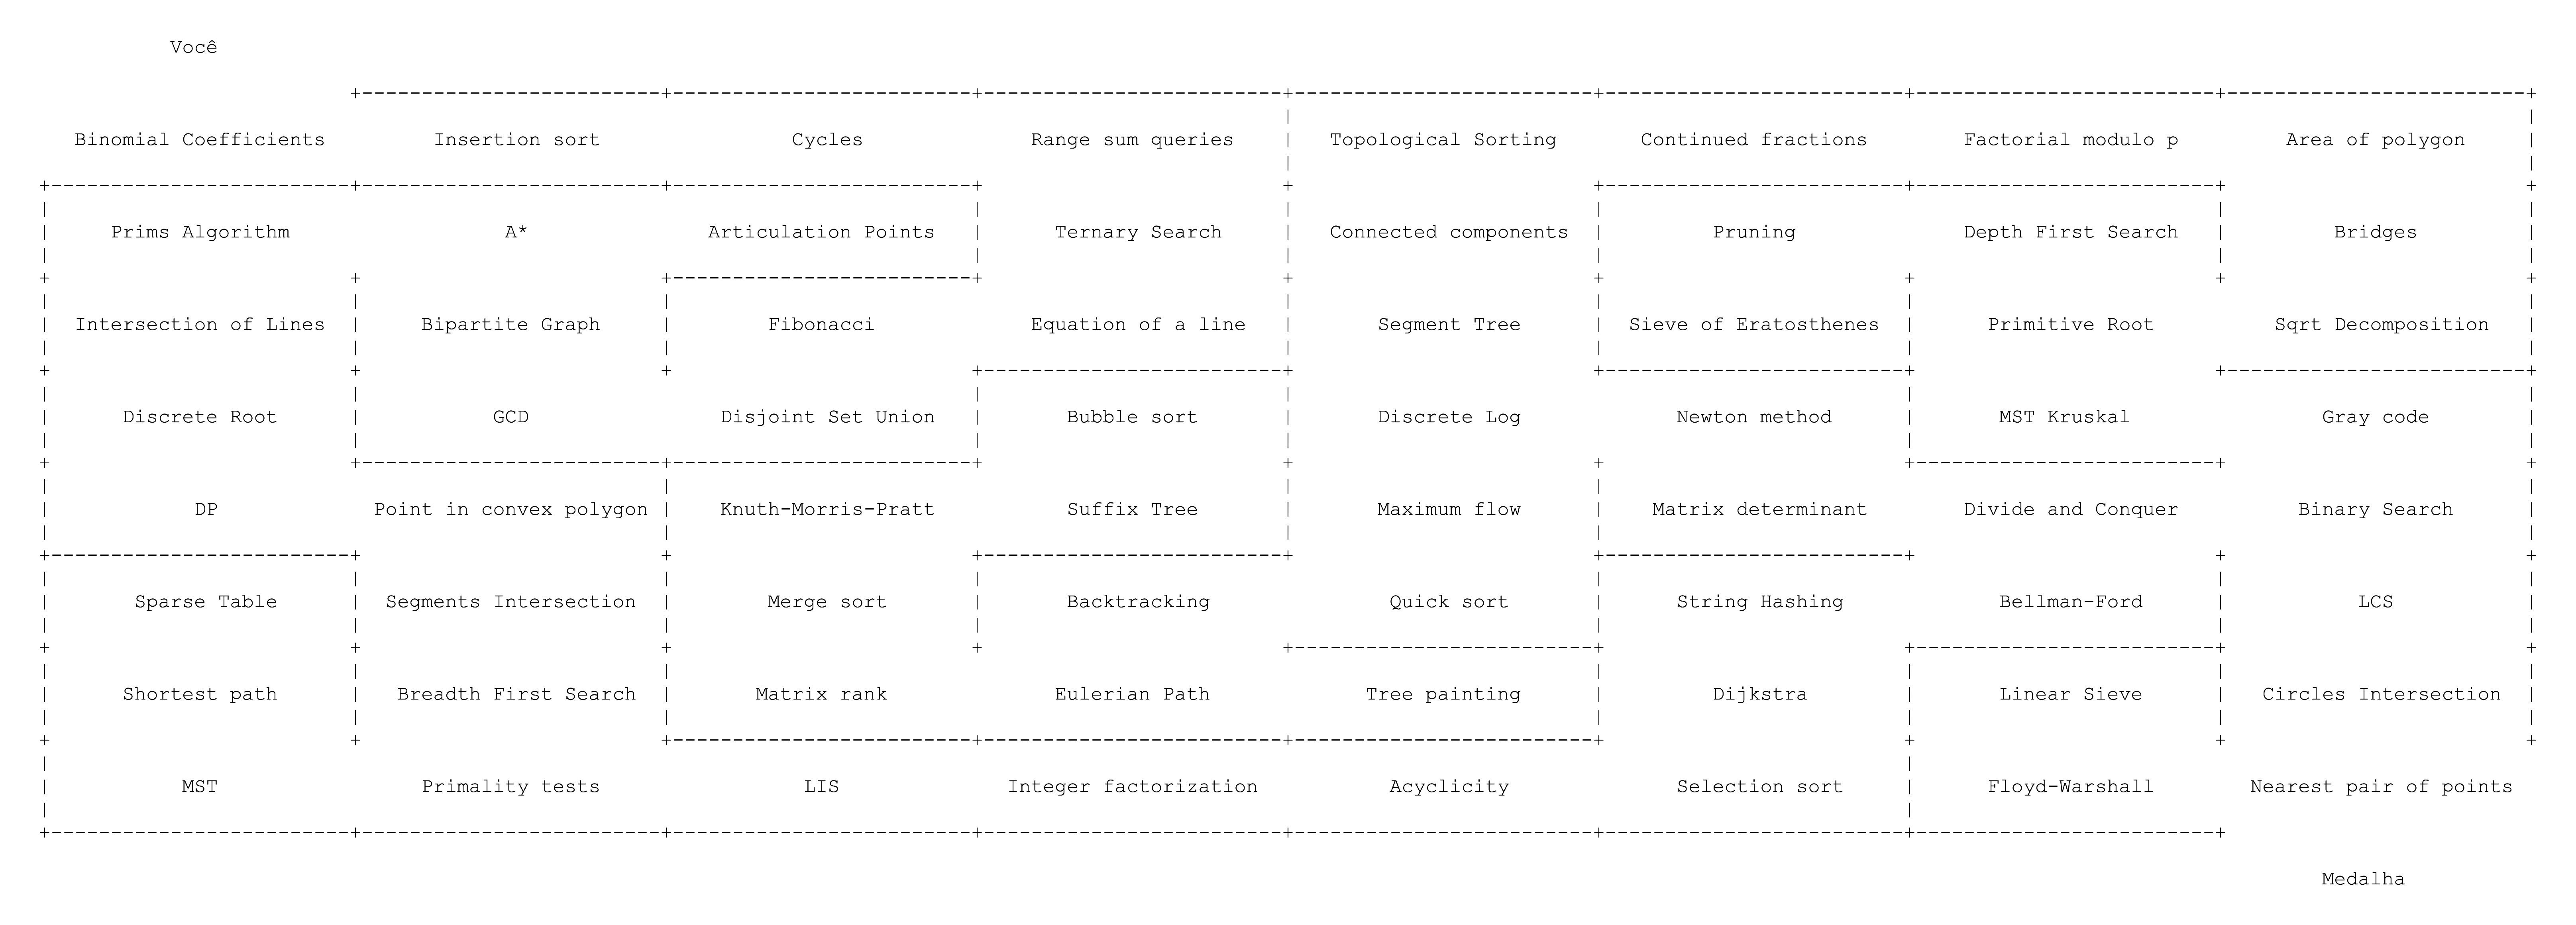 Você
Binomial Coefficients Insertion sort Cycles Range sum queries Topological Sorting Continued fractions Factorial modulo p Area of polygon
Prims Algorithm A* Articulation Points Ternary Search Connected components Pruning Depth First Search Bridges
Intersection of Lines Bipartite Graph Fibonacci Equation of a line Segment Tree Sieve of Eratosthenes Primitive Root Sqrt Decomposition
Discrete Root GCD Disjoint Set Union Bubble sort Discrete Log Newton method MST Kruskal Gray code
DP Point in convex polygon Knuth-Morris-Pratt Suffix Tree Maximum flow Matrix determinant Divide and Conquer Binary Search
Sparse Table Segments Intersection Merge sort Backtracking Quick sort String Hashing Bellman-Ford LCS
Shortest path Breadth First Search Matrix rank Eulerian Path Tree painting Dijkstra Linear Sieve Circles Intersection
MST Primality tests LIS Integer factorization Acyclicity Selection sort Floyd-Warshall Nearest pair of points
Medalha